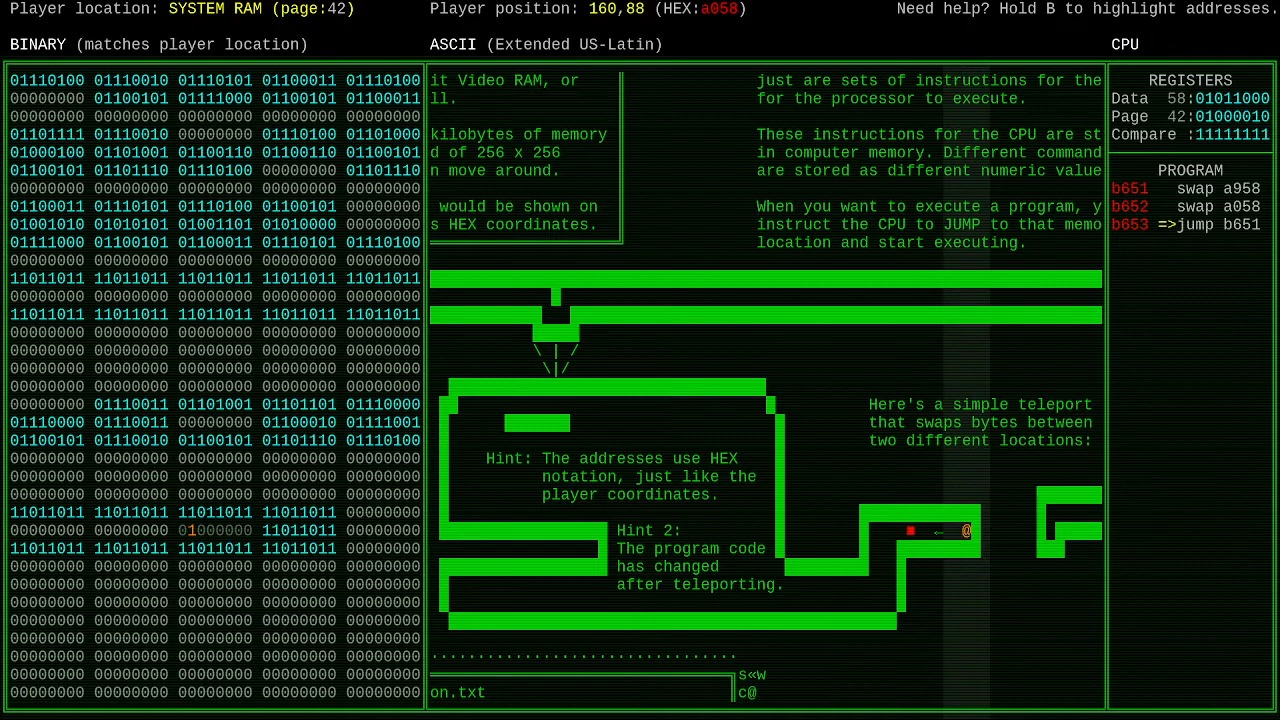 Player location: SYSTEM RAM (page:42)
Player position: 160,88 (HEX:a058)
Need help? Hold B to highlight addresses.
BINARY (matches player location)
01110100 01110010 01110101 01100011 01110100
00000000 01100101 01111000 01100101 01100011
00000000 00000000 00000000 00000000 00000000
01101111 01110010 00000000 01110100 01101000
01000100 01101001 01100110 01100110 01100101
01100101 01101110 01110100 00000000 01101110
00000000 00000000 00000000 00000000 00000000
01100011 01110101 01110100 01100101 00000000
01001010 01010101 01001101 01010000 00000000
01111000 01100101 01100011 01110101 01110100
00000000 00000000 00000000 00000000 00000000
11011011 11011011 11011011 11011011 11011011
00000000 00000000 00000000 00000000 00000000
11011011 11011011 11011011 11011011 11011011
00000000 00000000 00000000 00000000 00000000
00000000 00000000 00000000 00000000 00000000
00000000 00000000 00000000 00000000 00000000
00000000 00000000 00000000 00000000 00000000
00000000 01110011 01101001 01101101 01110000
01110000 01110011 00000000 01100010 01111001
01100101 01110010 01100101 01101110 01110100
00000000 00000000 00000000 00000000 00000000
00000000 00000000 00000000 00000000 00000000
00000000 00000000 00000000 00000000 00000000
11011011 11011011 11011011 11011011 00000000
00000000 00000000 01000000 11011011 00000000
11011011 11011011 11011011 11011011 00000000
00000000 00000000 00000000 00000000 00000000
00000000 00000000 00000000 00000000 00000000
00000000 00000000 00000000 00000000 00000000
00000000 00000000 00000000 00000000 00000000
00000000 00000000 00000000 00000000 00000000
00000000 00000000 00000000 00000000 00000000
00000000 00000000 00000000 00000000 00000000
00000000 00000000 00000000 00000000 00000000
ASCII (Extended US-Latin)
it Video RAM, or
ll.
kilobytes of memory
d of 256 x 256
n move around.
would be shown on
s HEX coordinates.
just are sets of instructions for the
for the processor to execute.
These instructions for the CPU are st
in computer memory. Different command
are stored as different numeric value
When you want to execute a program, y
instruct the CPU to JUMP to that memo
location and start executing.
\ | /
\|/
Here's a simple teleport
that swaps bytes between
two different locations:
Hint: The addresses use HEX
notation, just like the
player coordinates.
Hint 2:
The program code
has changed
after teleporting.
■ ← @
.................................
s«w
on.txt
c@
CPU
REGISTERS
Data 58:01011000
Page 42:01000010
Compare :11111111
PROGRAM
b651 swap a958
b652 swap a058
b653 =>jump b651